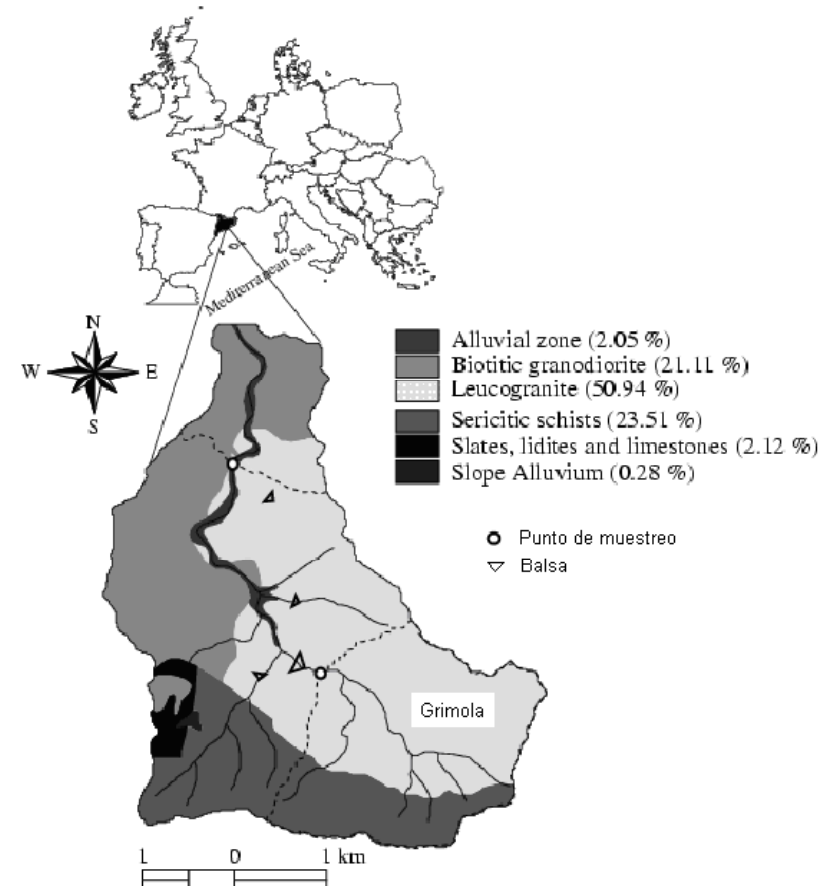 Mediterranean Sea
N
W E
S
Alluvial zone (2.05 %)
Biotitic granodiorite (21.11 %)
Leucogranite (50.94 %)
Sericitic schists (23.51 %)
Slates, lidites and limestones (2.12 %)
Slope Alluvium (0.28 %)
Punto de muestreo
Balsa
Grimola
1 0 1 km